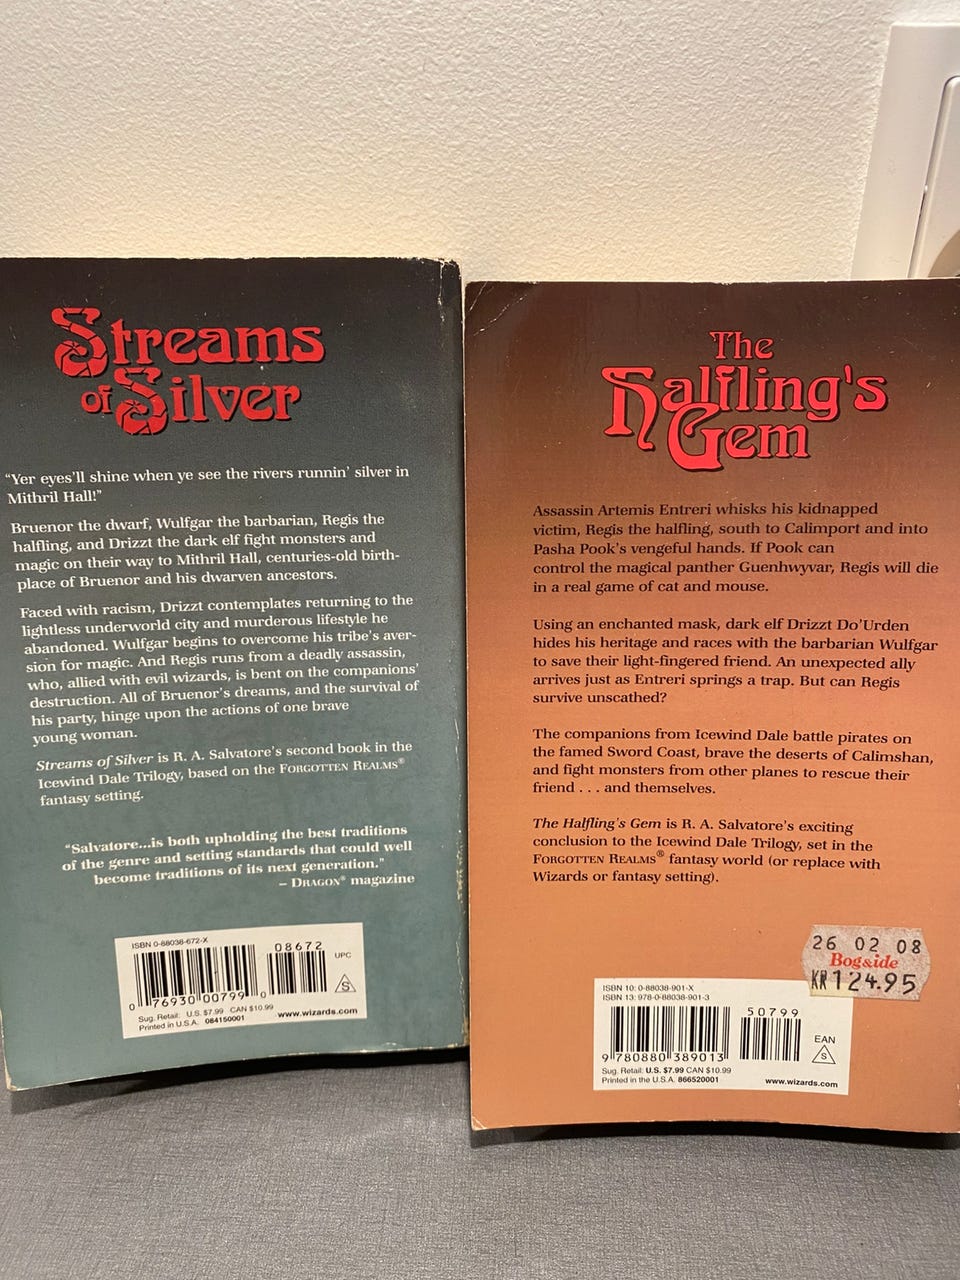 Streams
of Silver
“Yer eyes’ll shine when ye see the rivers runnin’ silver in
Mithril Hall!”
Bruenor the dwarf, Wulfgar the barbarian, Regis the
halfling, and Drizzt the dark elf fight monsters and
magic on their way to Mithril Hall, centuries-old birth-
place of Bruenor and his dwarven ancestors.
Faced with racism, Drizzt contemplates returning to the
lightless underworld city and murderous lifestyle he
abandoned. Wulfgar begins to overcome his tribe’s aver-
sion for magic. And Regis runs from a deadly assassin,
who, allied with evil wizards, is bent on the companions’
destruction. All of Bruenor’s dreams, and the survival of
his party, hinge upon the actions of one brave
young woman.
Streams of Silver is R. A. Salvatore’s second book in the
Icewind Dale Trilogy, based on the FORGOTTEN REALMS®
fantasy setting.
“Salvatore...is both upholding the best traditions
of the genre and setting standards that could well
become traditions of its next generation.”
– DRAGON® magazine
ISBN 0-88038-672-X
08672
UPC
S
0 76930 00799 0
Sug. Retail: U.S. $7.99 CAN $10.99
Printed in U.S.A. 084150001 www.wizards.com
The
Halfling's
Gem
Assassin Artemis Entreri whisks his kidnapped
victim, Regis the halfling, south to Calimport and into
Pasha Pook’s vengeful hands. If Pook can
control the magical panther Guenhwyvar, Regis will die
in a real game of cat and mouse.
Using an enchanted mask, dark elf Drizzt Do’Urden
hides his heritage and races with the barbarian Wulfgar
to save their light-fingered friend. An unexpected ally
arrives just as Entreri springs a trap. But can Regis
survive unscathed?
The companions from Icewind Dale battle pirates on
the famed Sword Coast, brave the deserts of Calimshan,
and fight monsters from other planes to rescue their
friend . . . and themselves.
The Halfling’s Gem is R. A. Salvatore’s exciting
conclusion to the Icewind Dale Trilogy, set in the
FORGOTTEN REALMS® fantasy world (or replace with
Wizards or fantasy setting).
26 02 08
Bog&ide
KR124.95
ISBN 10: 0-88038-901-X
ISBN 13: 978-0-88038-901-3
50799
EAN
S
9 780880 389013
Sug. Retail: U.S. $7.99 CAN $10.99
Printed in the U.S.A. 866520001 www.wizards.com